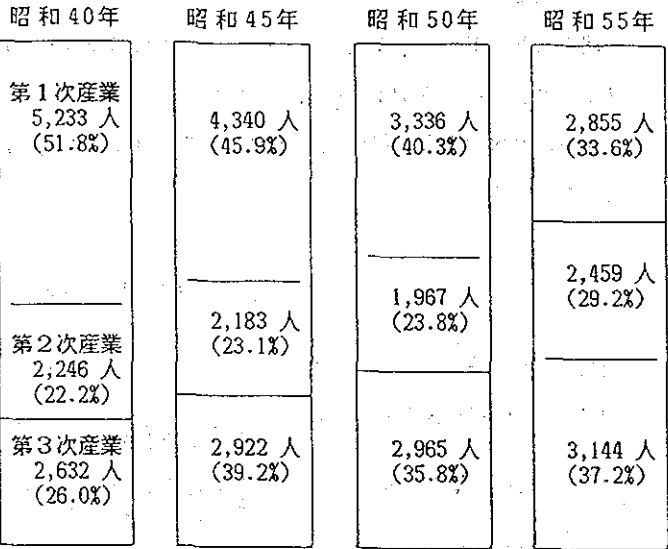 昭和40年
昭和45年
昭和50年
昭和55年
第1次産業
5,233 人
(51.8%)
4,340 人
(45.9%)
3,336 人
(40.3%)
2,855 人
(33.6%)
第2次産業
2,246 人
(22.2%)
2,183 人
(23.1%)
1,967 人
(23.8%)
2,459 人
(29.2%)
第3次産業
2,632 人
(26.0%)
2,922 人
(39.2%)
2,965 人
(35.8%)
3,144 人
(37.2%)